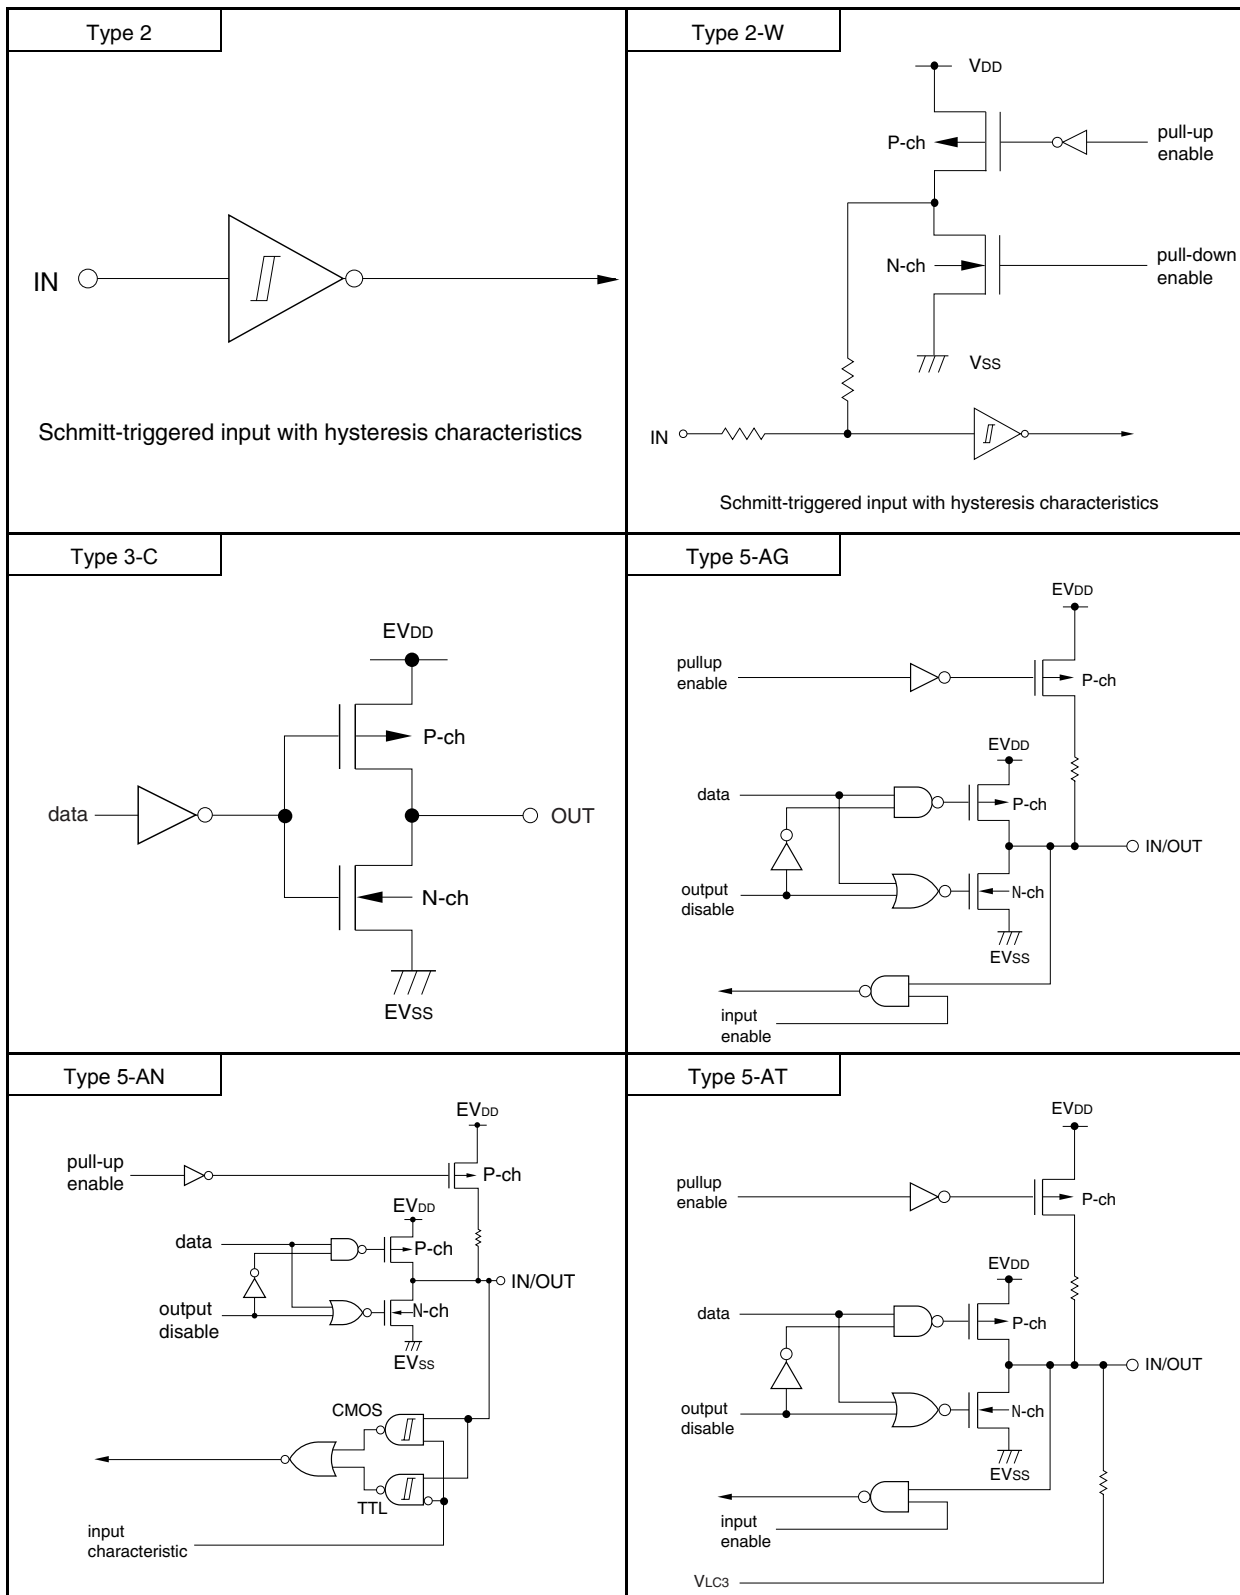 Type 2
IN
Schmitt-triggered input with hysteresis characteristics
Type 2-W
VDD
P-ch
pull-up
enable
N-ch
pull-down
enable
VSS
IN
Schmitt-triggered input with hysteresis characteristics
Type 3-C
EVDD
P-ch
data
OUT
N-ch
EVSS
Type 5-AG
EVDD
pullup
enable
P-ch
EVDD
data
P-ch
IN/OUT
output
disable
N-ch
EVSS
input
enable
Type 5-AN
EVDD
pull-up
enable
P-ch
EVDD
data
P-ch
IN/OUT
output
disable
N-ch
EVSS
CMOS
TTL
input
characteristic
Type 5-AT
EVDD
pullup
enable
P-ch
EVDD
data
P-ch
IN/OUT
output
disable
N-ch
EVSS
input
enable
VLC3